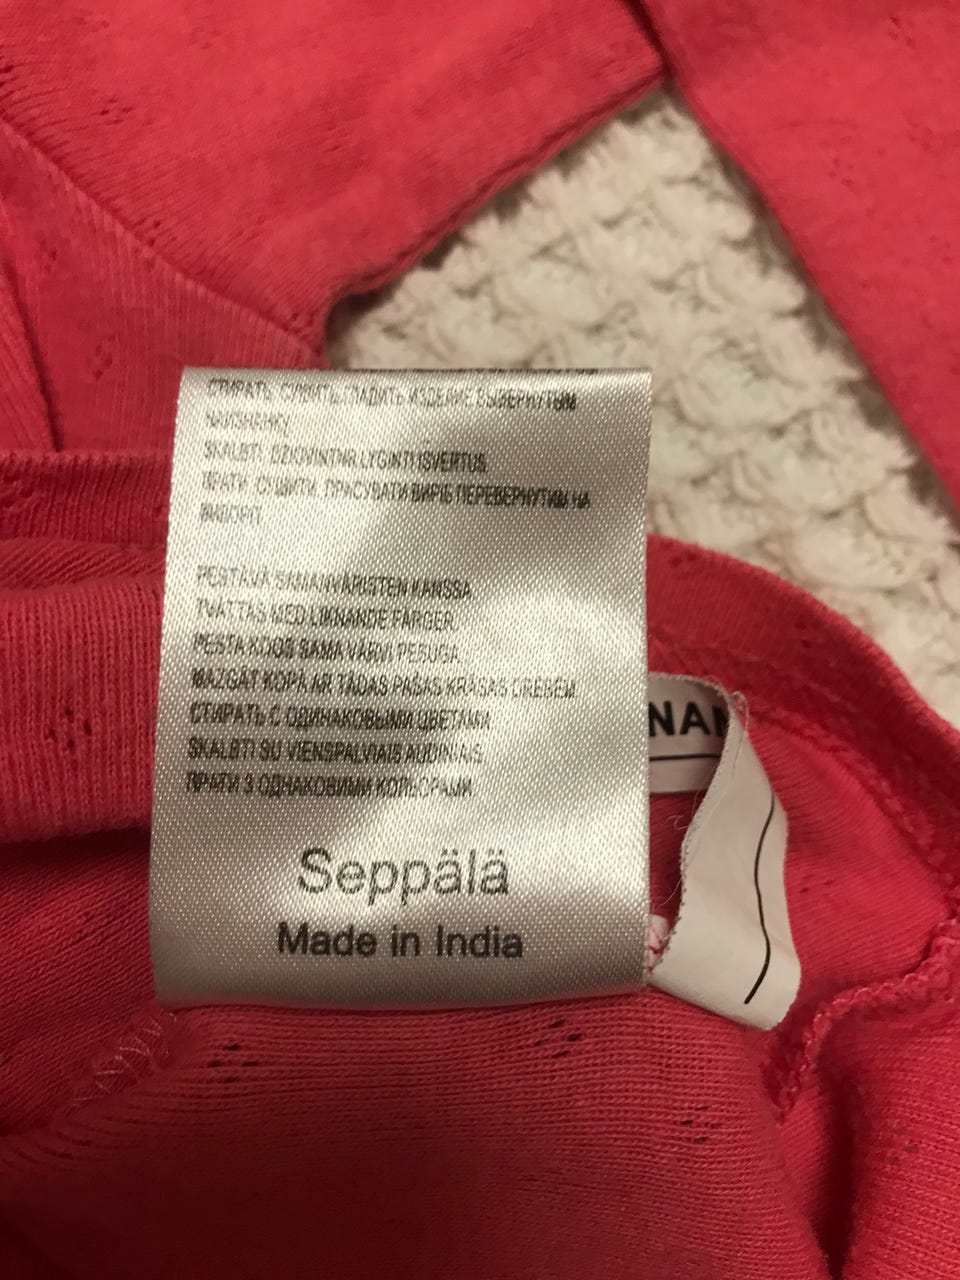 СТИРАТЬ, СУШИТЬ, ГЛАДИТЬ ИЗДЕЛИЕ ВЫВЕРНУТЫМ
НАИЗНАНКУ
SKALBTI, DŽIOVINTI IR LYGINTI IŠVERTUS
ПРАТИ, СУШИТИ, ПРАСУВАТИ ВИРІБ ПЕРЕВЕРНУТИМ НА
ВИВОРІТ
PESTÄVÄ SAMANVÄRISTEN KANSSA
TVÄTTAS MED LIKNANDE FÄRGER
PESTA KOOS SAMA VÄRVI PESUGA
MAZGĀT KOPĀ AR TĀDAS PAŠAS KRĀSAS DRĒBĒM
СТИРАТЬ С ОДИНАКОВЫМИ ЦВЕТАМИ
SKALBTI SU VIENSPALVIAIS AUDINIAIS
ПРАТИ З ОДНАКОВИМИ КОЛЬОРАМИ
Seppälä
Made in India